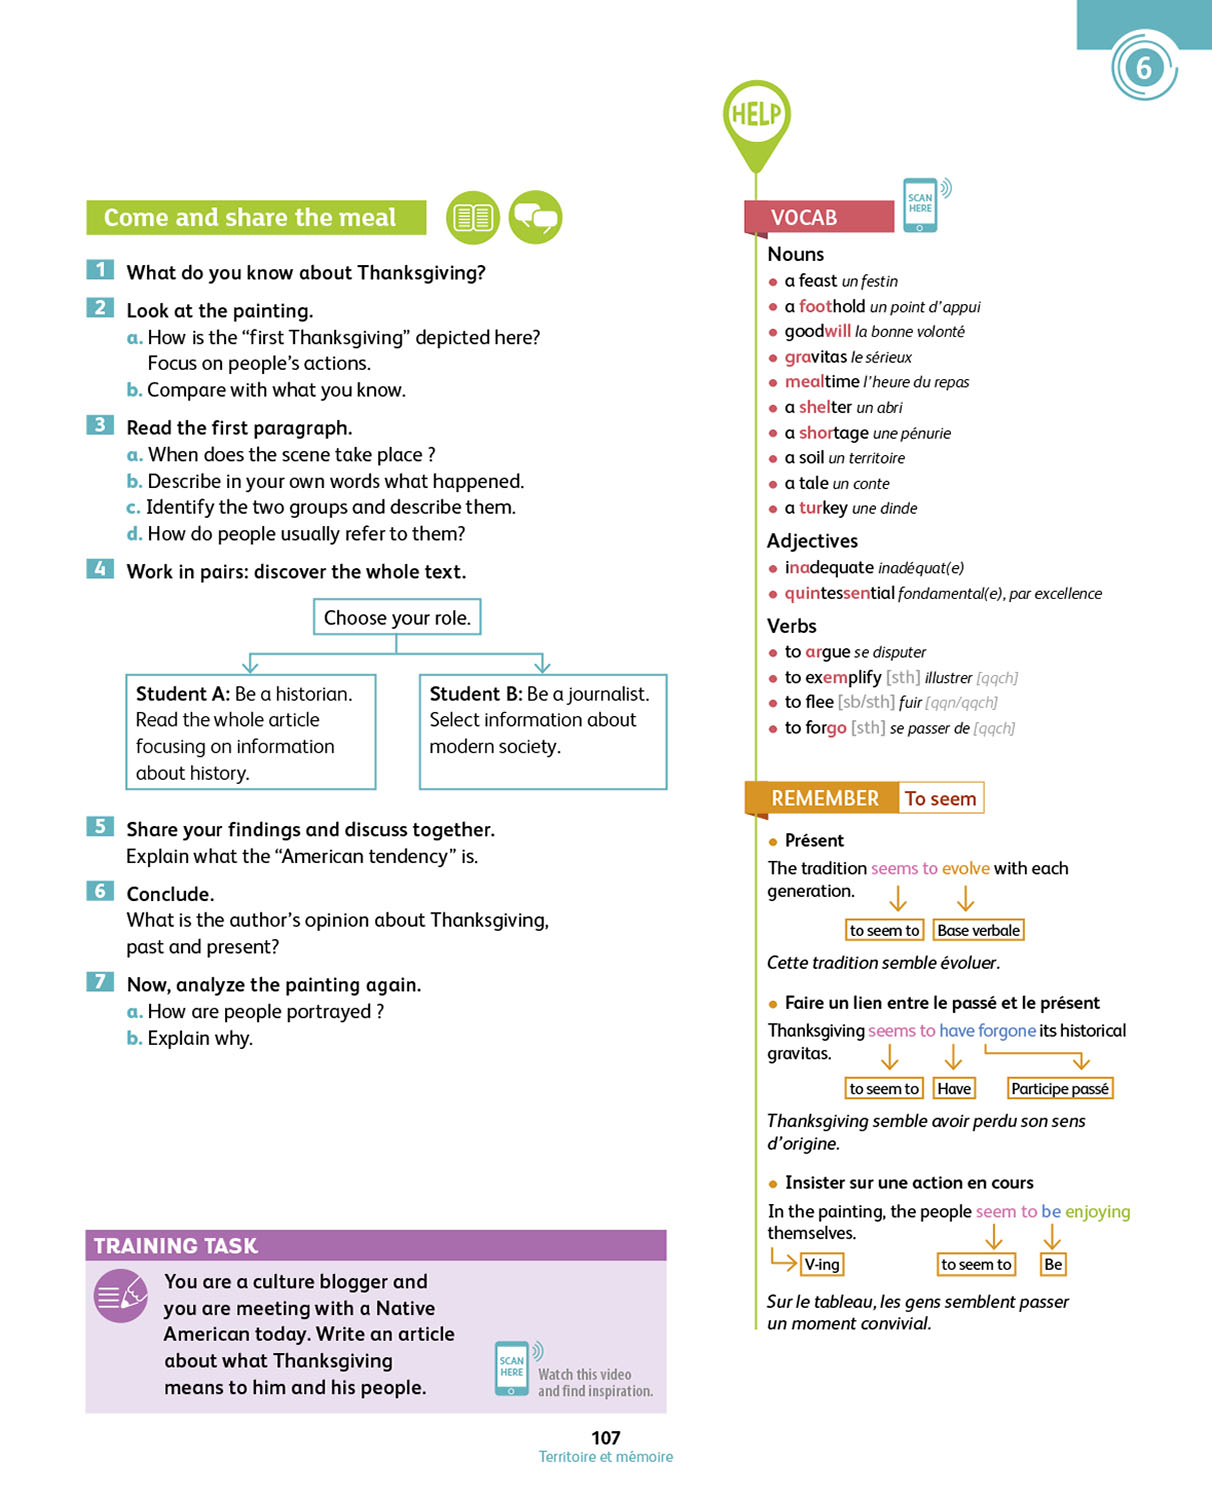 6
HELP
Come and share the meal
1 What do you know about Thanksgiving?
2 Look at the painting.
a. How is the “first Thanksgiving” depicted here?
Focus on people’s actions.
b. Compare with what you know.
3 Read the first paragraph.
a. When does the scene take place ?
b. Describe in your own words what happened.
c. Identify the two groups and describe them.
d. How do people usually refer to them?
4 Work in pairs: discover the whole text.
Choose your role.
Student A: Be a historian.
Read the whole article
focusing on information
about history.
Student B: Be a journalist.
Select information about
modern society.
5 Share your findings and discuss together.
Explain what the “American tendency” is.
6 Conclude.
What is the author’s opinion about Thanksgiving,
past and present?
7 Now, analyze the painting again.
a. How are people portrayed ?
b. Explain why.
TRAINING TASK
You are a culture blogger and
you are meeting with a Native
American today. Write an article
about what Thanksgiving
means to him and his people.
SCAN
HERE
Watch this video
and find inspiration.
VOCAB
SCAN
HERE
Nouns
• a feast un festin
• a foothold un point d’appui
• goodwill la bonne volonté
• gravitas le sérieux
• mealtime l’heure du repas
• a shelter un abri
• a shortage une pénurie
• a soil un territoire
• a tale un conte
• a turkey une dinde
Adjectives
• inadequate inadéquat(e)
• quintessential fondamental(e), par excellence
Verbs
• to argue se disputer
• to exemplify [sth] illustrer [qqch]
• to flee [sb/sth] fuir [qqn/qqch]
• to forgo [sth] se passer de [qqch]
REMEMBER To seem
• Présent
The tradition seems to evolve with each
generation.
to seem to Base verbale
Cette tradition semble évoluer.
• Faire un lien entre le passé et le présent
Thanksgiving seems to have forgone its historical
gravitas.
to seem to Have Participe passé
Thanksgiving semble avoir perdu son sens
d’origine.
• Insister sur une action en cours
In the painting, the people seem to be enjoying
themselves.
V-ing to seem to Be
Sur le tableau, les gens semblent passer
un moment convivial.
107
Territoire et mémoire